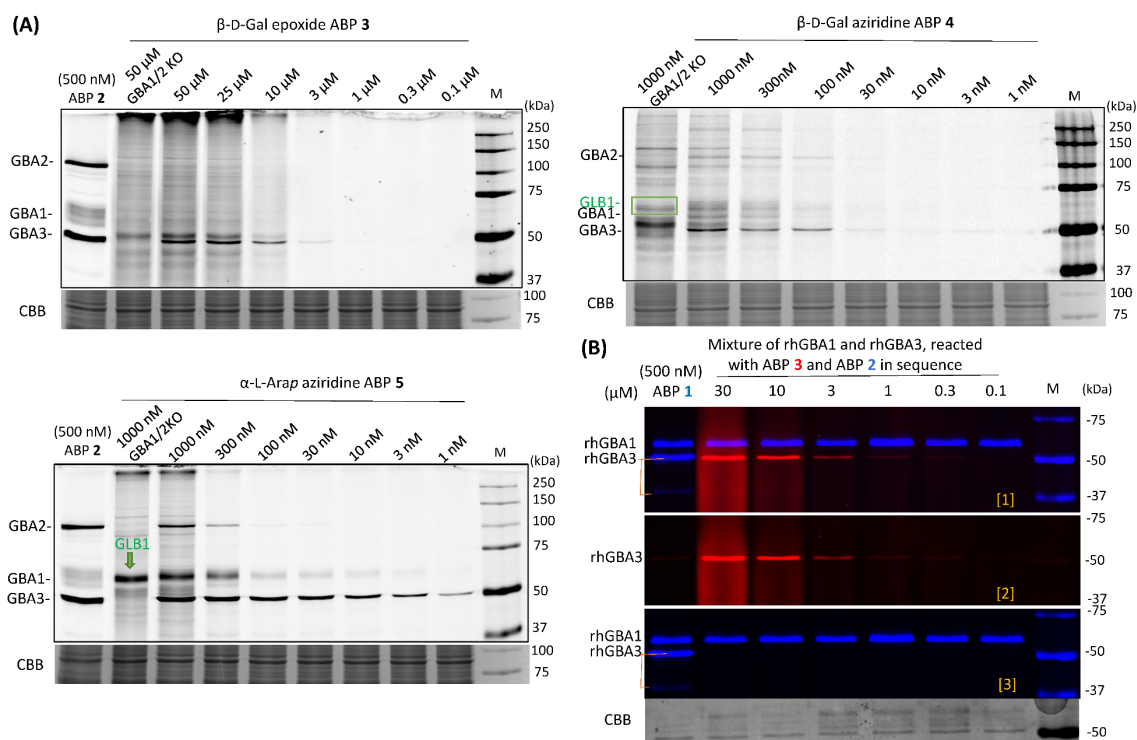 (A)
β-D-Gal epoxide ABP 3
(500 nM)
ABP 2
50 μM
GBA1/2 KO
50 μM
25 μM
10 μM
3 μM
1 μM
0.3 μM
0.1 μM
M
(kDa)
GBA2-
GBA1-
GBA3-
250
150
100
75
50
37
CBB
100
75
β-D-Gal aziridine ABP 4
1000 nM
GBA1/2 KO
1000 nM
300nM
100 nM
30 nM
10 nM
3 nM
1 nM
M
(kDa)
GBA2-
GLB1-
GBA1-
GBA3-
250
150
100
75
50
37
CBB
100
75
α-L-Arap aziridine ABP 5
(500 nM)
ABP 2
1000 nM
GBA1/2KO
1000 nM
300 nM
100 nM
30 nM
10 nM
3 nM
1 nM
M
(kDa)
GBA2-
GLB1
GBA1-
GBA3-
250
150
100
75
50
37
CBB
100
75
(B)
Mixture of rhGBA1 and rhGBA3, reacted
with ABP 3 and ABP 2 in sequence
(500 nM)
(μM) ABP 1 30 10 3 1 0.3 0.1 M (kDa)
rhGBA1
rhGBA3
-75
-50
-37
[1]
rhGBA3
-75
-50
-37
[2]
rhGBA1
rhGBA3
-75
-50
-37
[3]
CBB
-50